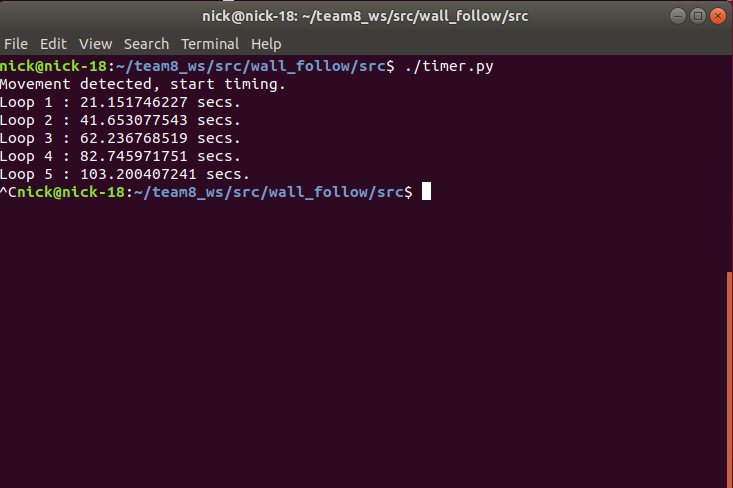 nick@nick-18: ~/team8_ws/src/wall_follow/src
File Edit View Search Terminal Help
nick@nick-18:~/team8_ws/src/wall_follow/src$ ./timer.py
Movement detected, start timing.
Loop 1 : 21.151746227 secs.
Loop 2 : 41.653077543 secs.
Loop 3 : 62.236768519 secs.
Loop 4 : 82.745971751 secs.
Loop 5 : 103.200407241 secs.
^Cnick@nick-18:~/team8_ws/src/wall_follow/src$